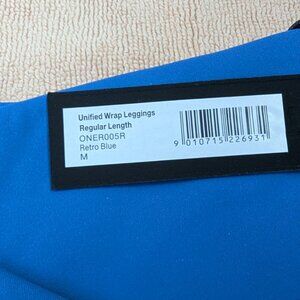 Unified Wrap Leggings
Regular Length
ONER005R
Retro Blue
M
9 010715 226931